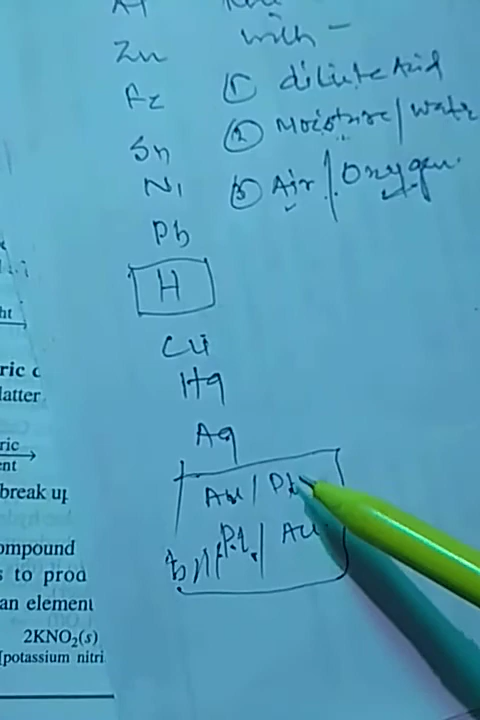 Zn with -
Fe ① dilute Acid
Sn ② Moisture/water
Ni ③ Air/Oxygen
Pb
H
Cu
Hg
Ag
Au/Pt
Pt/Au
ht
ric
latter
ric
ent
break up
ompound
s to prod
an element
2KNO₂(s)
[potassium nitri